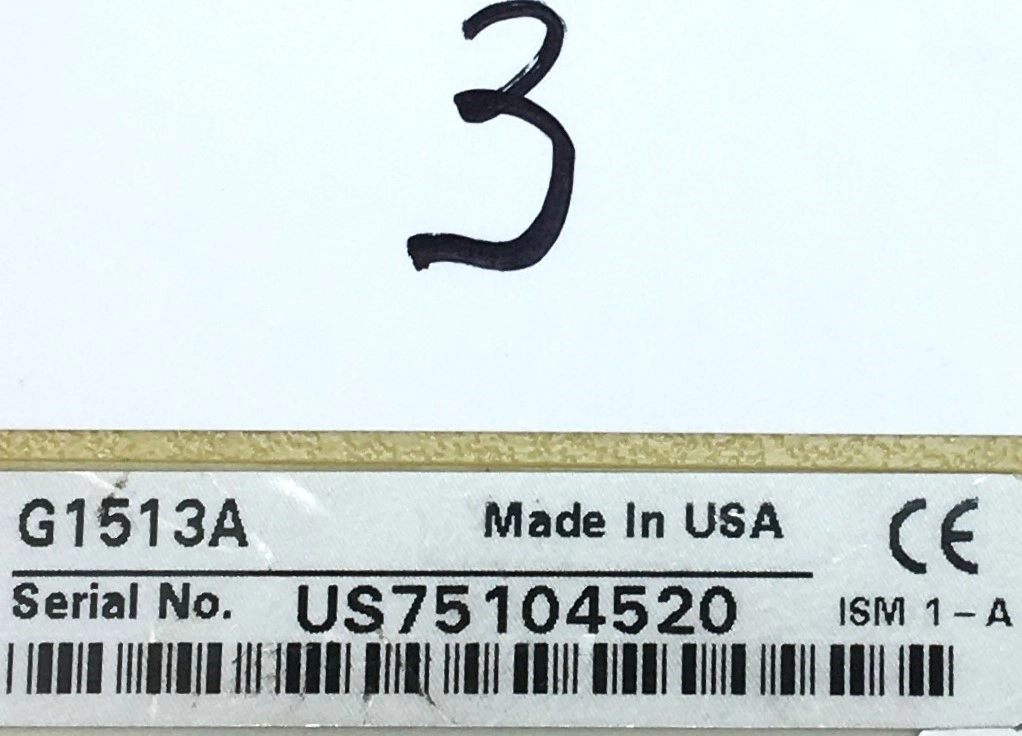 3
G1513A Made In USA CE
Serial No. US75104520 ISM 1-A